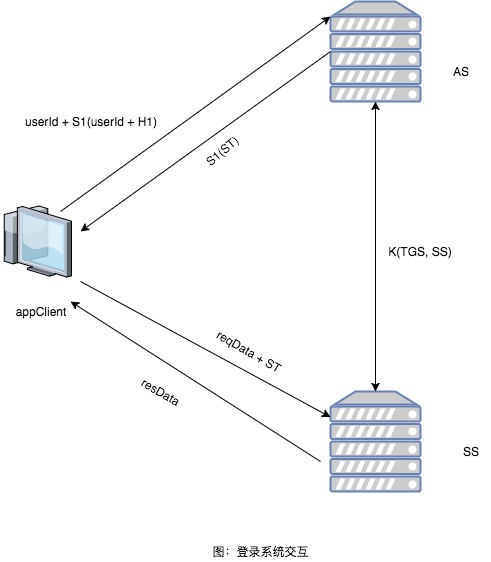 AS
userId + S1(userId + H1)
S1(ST)
K(TGS, SS)
appClient
reqData + ST
resData
SS
图：登录系统交互